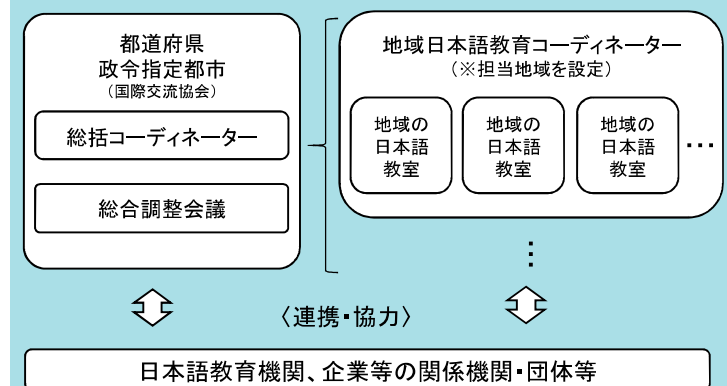 都道府県
政令指定都市
(国際交流協会)
総括コーディネーター
総合調整会議
地域日本語教育コーディネーター
(※担当地域を設定)
地域の
日本語
教室
地域の
日本語
教室
地域の
日本語
教室
…
⋮
〈連携・協力〉
日本語教育機関、企業等の関係機関・団体等